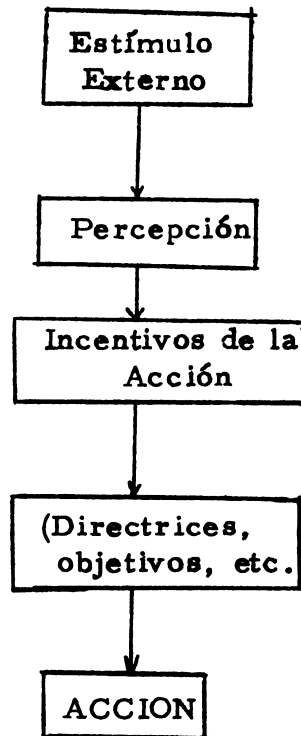 Estímulo
Externo
Percepción
Incentivos de la
Acción
(Directrices,
objetivos, etc.
ACCION